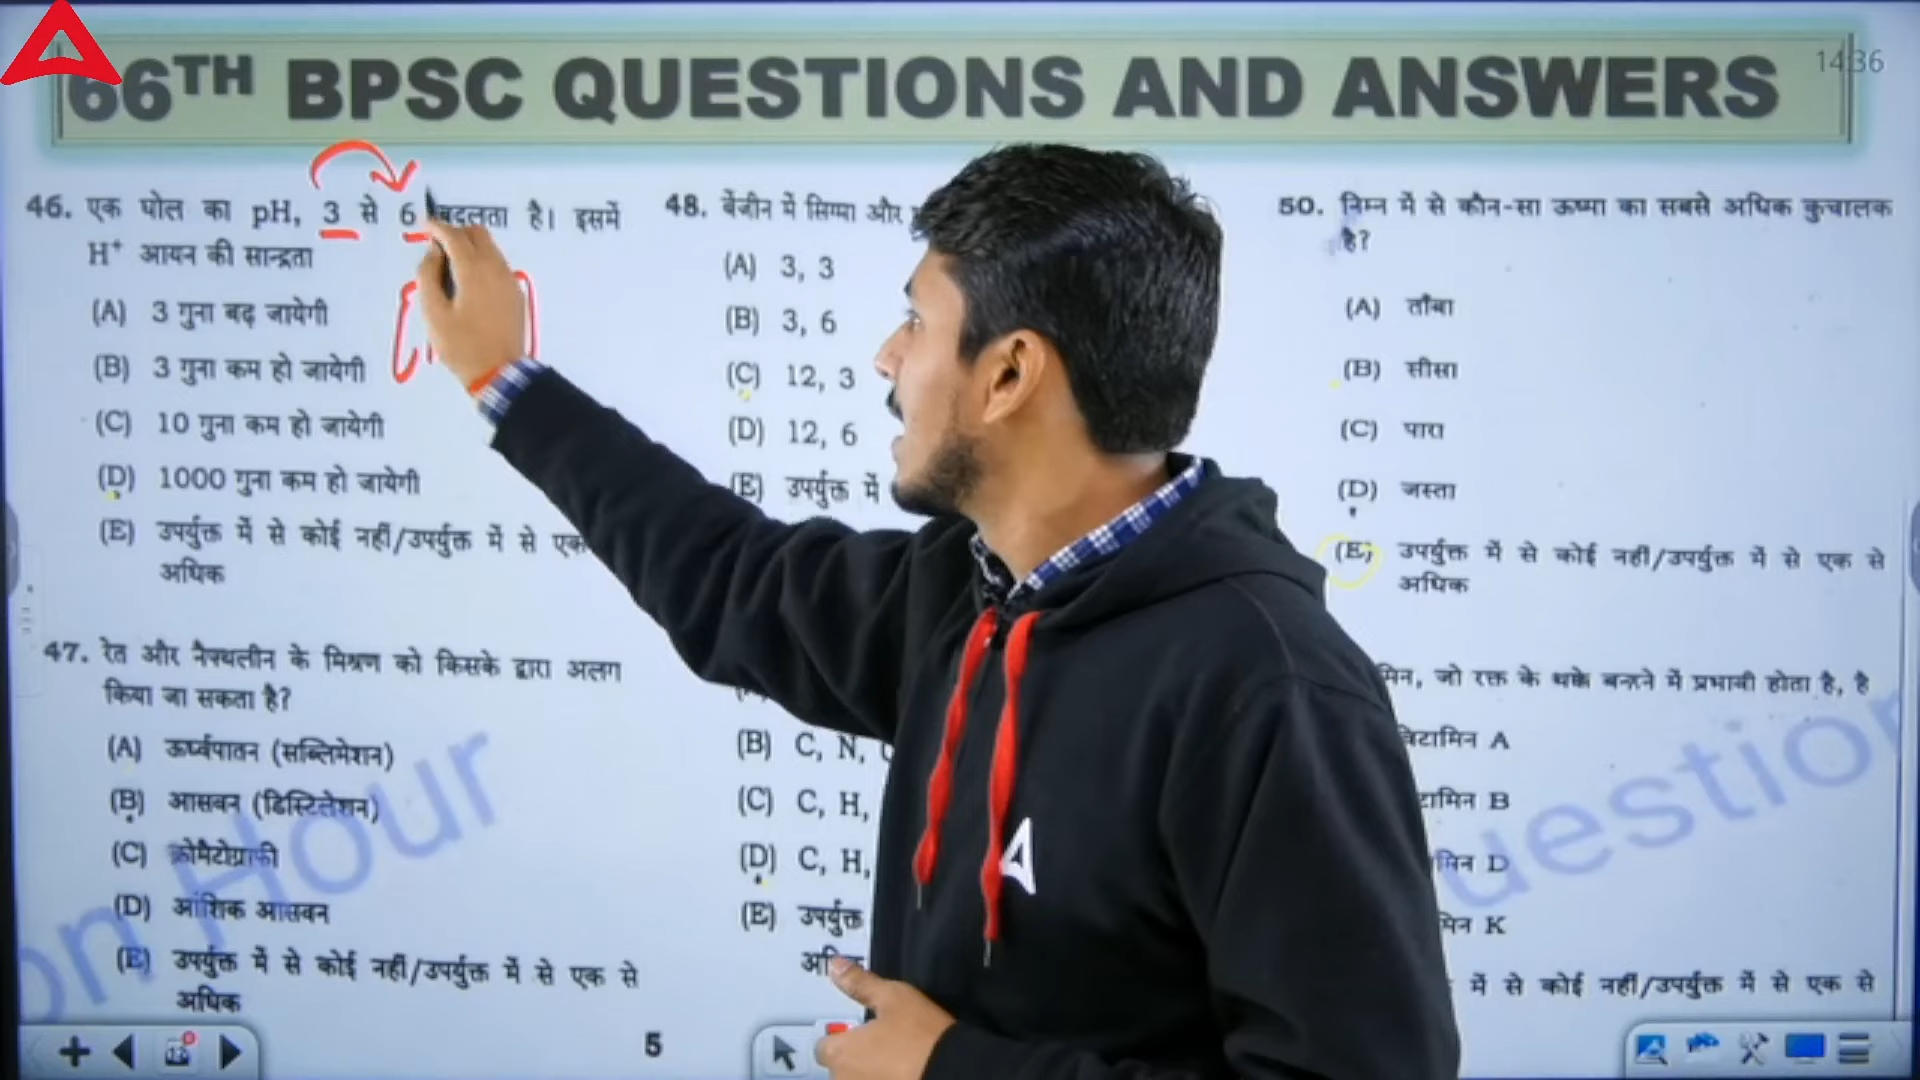 66TH BPSC QUESTIONS AND ANSWERS
14:36
46. एक घोल का pH, 3 से 6 बदलता है। इसमें
H⁺ आयन की सान्द्रता
(A) 3 गुना बढ़ जायेगी
(B) 3 गुना कम हो जायेगी
(C) 10 गुना कम हो जायेगी
(D) 1000 गुना कम हो जायेगी
(E) उपर्युक्त में से कोई नहीं/उपर्युक्त में से एक
अधिक
47. रेत और नैफ्थलीन के मिश्रण को किसके द्वारा अलग
किया जा सकता है?
(A) ऊर्ध्वपातन (सब्लिमेशन)
(B) आसवन (डिस्टिलेशन)
(C) क्रोमैटोग्राफी
(D) आंशिक आसवन
(E) उपर्युक्त में से कोई नहीं/उपर्युक्त में से एक से
अधिक
48. बेंजीन में सिग्मा और
(A) 3, 3
(B) 3, 6
(C) 12, 3
(D) 12, 6
(E) उपर्युक्त में
(B) C, N,
(C) C, H,
(D) C, H,
(E) उपर्युक्त
50. निम्न में से कौन-सा ऊष्मा का सबसे अधिक कुचालक
है?
(A) ताँबा
(B) सीसा
(C) पारा
(D) जस्ता
(E) उपर्युक्त में से कोई नहीं/उपर्युक्त में से एक से
अधिक
जो रक्त के थक्के बनने में प्रभावी होता है, है
विटामिन A
B
D
K
में से कोई नहीं/उपर्युक्त में से एक से
on Hour
5